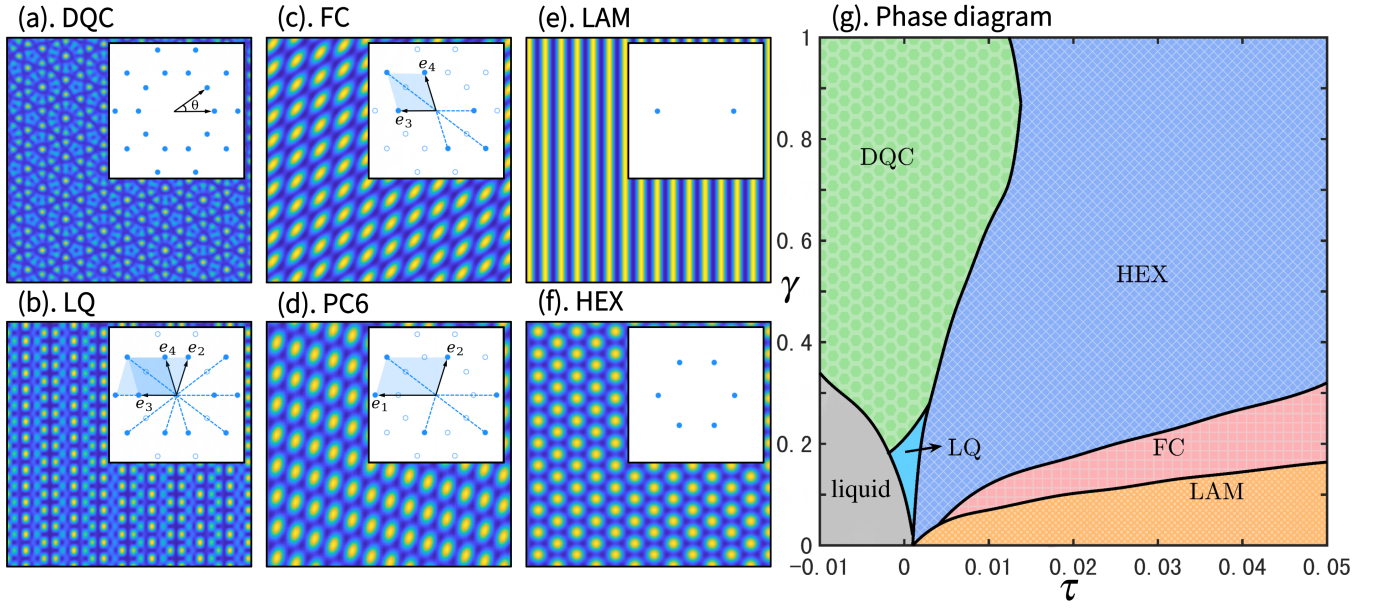 (a). DQC
(c). FC
(e). LAM
(g). Phase diagram
θ
e4
e3
(b). LQ
(d). PC6
(f). HEX
e4 e2
e3
e2
e1
1
0.8
0.6
0.4
0.2
0
γ
DQC
HEX
LQ
FC
liquid
LAM
−0.01
0
0.01
0.02
0.03
0.04
0.05
τ